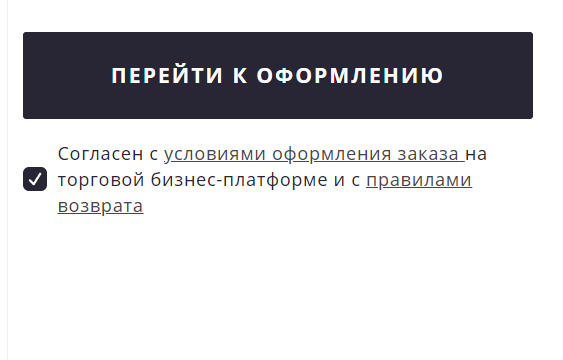 ПЕРЕЙТИ К ОФОРМЛЕНИЮ
Согласен с условиями оформления заказа на
торговой бизнес-платформе и с правилами
возврата